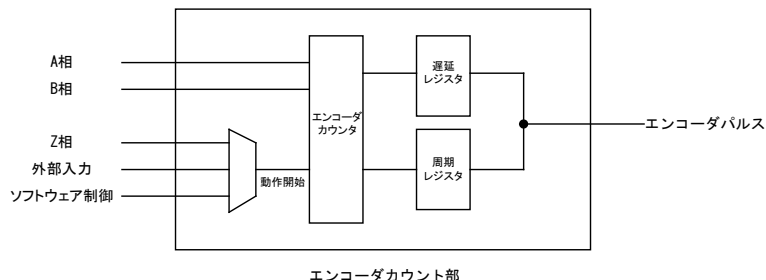 A相
B相
Z相
外部入力
ソフトウェア制御
動作開始
エンコーダ
カウンタ
遅延
レジスタ
周期
レジスタ
エンコーダパルス
エンコーダカウント部